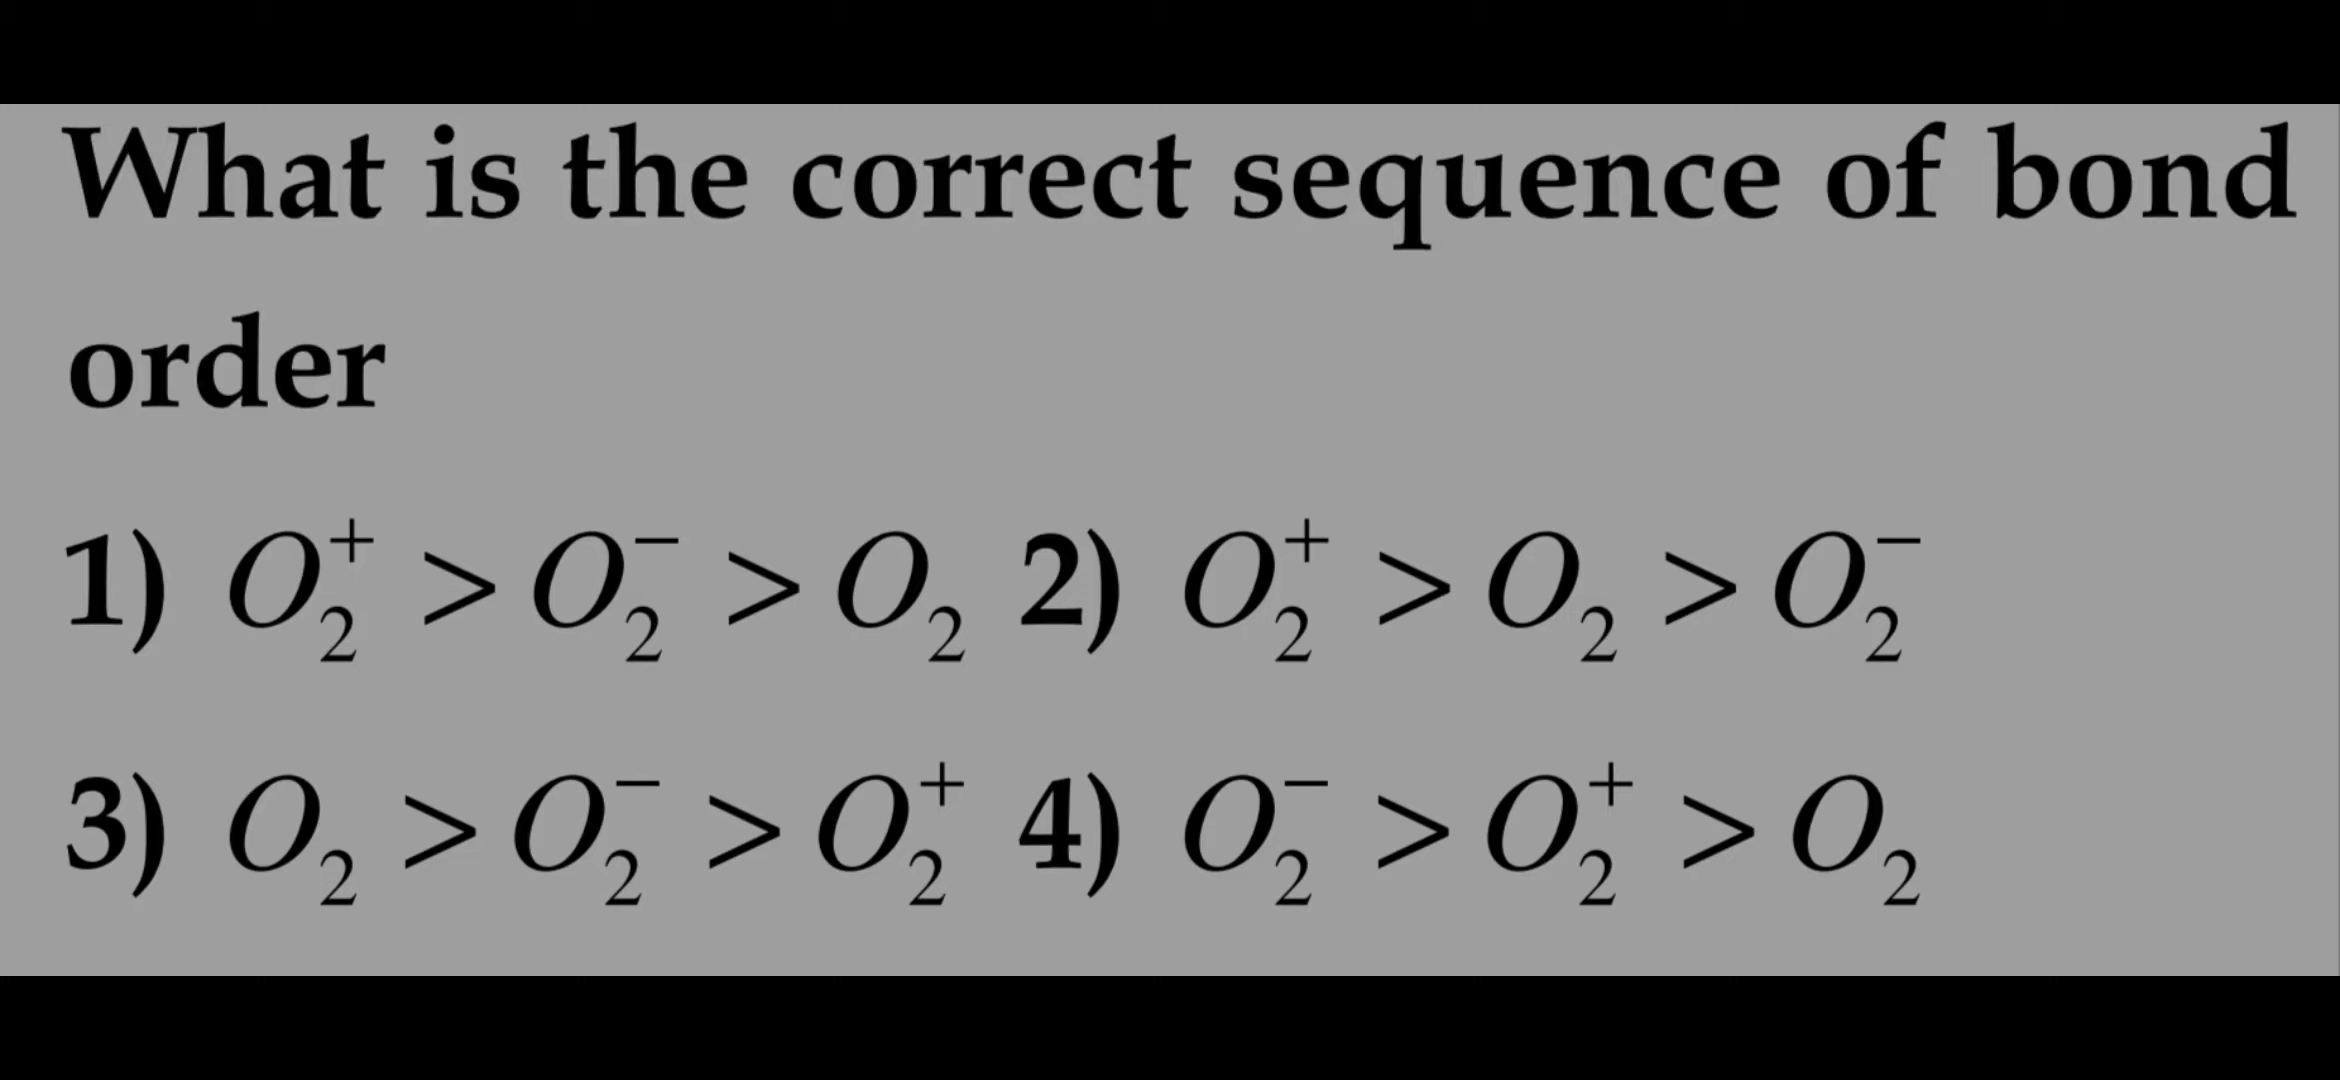 What is the correct sequence of bond
order
1) O₂⁺ > O₂⁻ > O₂ 2) O₂⁺ > O₂ > O₂⁻
3) O₂ > O₂⁻ > O₂⁺ 4) O₂⁻ > O₂⁺ > O₂